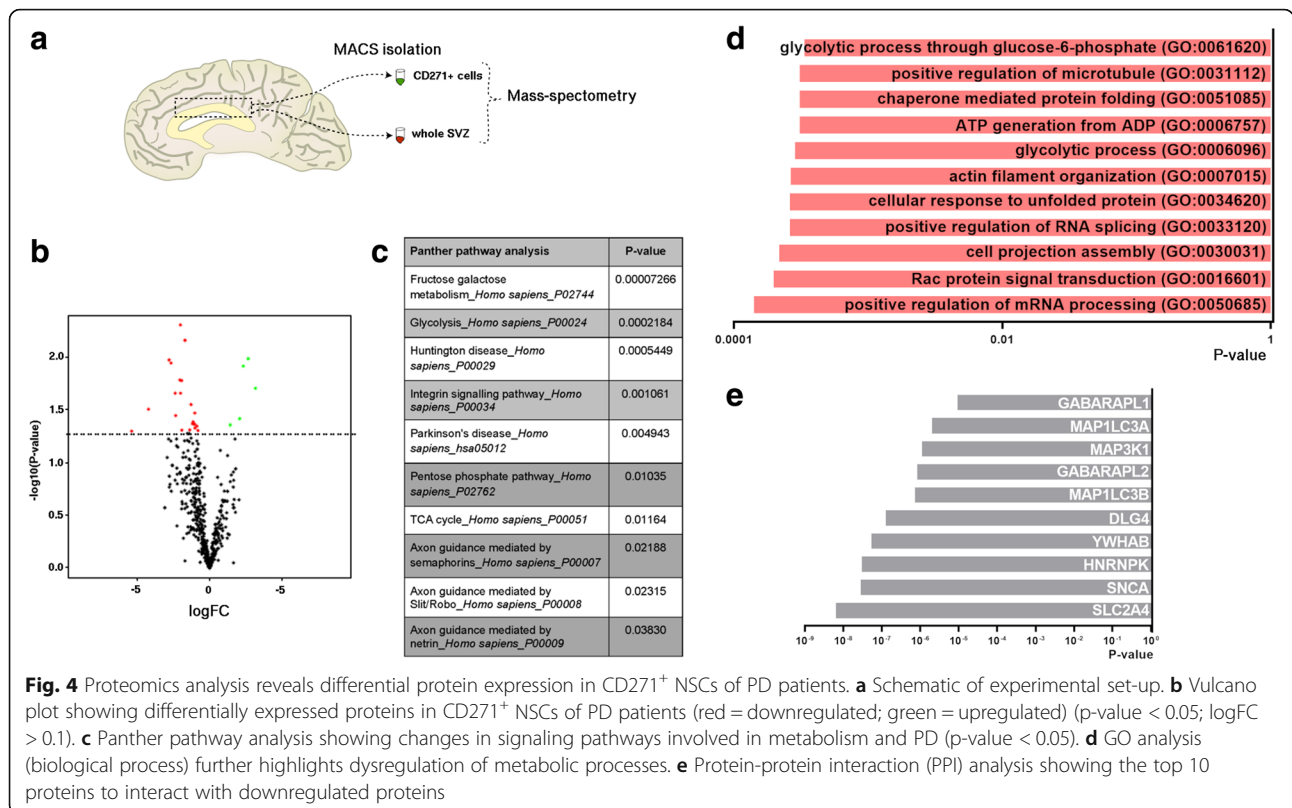 a
MACS isolation
CD271+ cells
Mass-spectometry
whole SVZ
b
-log10(P-value)
2.0
1.5
1.0
0.5
0.0
-5
0
-5
logFC
c
Panther pathway analysis P-value
Fructose galactose
metabolism_Homo sapiens_P02744 0.00007266
Glycolysis_Homo sapiens_P00024 0.0002184
Huntington disease_Homo
sapiens_P00029 0.0005449
Integrin signalling pathway_Homo
sapiens_P00034 0.001061
Parkinson's disease_Homo
sapiens_hsa05012 0.004943
Pentose phosphate pathway_Homo
sapiens_P02762 0.01035
TCA cycle_Homo sapiens_P00051 0.01164
Axon guidance mediated by
semaphorins_Homo sapiens_P00007 0.02188
Axon guidance mediated by
Slit/Robo_Homo sapiens_P00008 0.02315
Axon guidance mediated by
netrin_Homo sapiens_P00009 0.03830
d
glycolytic process through glucose-6-phosphate (GO:0061620)
positive regulation of microtubule (GO:0031112)
chaperone mediated protein folding (GO:0051085)
ATP generation from ADP (GO:0006757)
glycolytic process (GO:0006096)
actin filament organization (GO:0007015)
cellular response to unfolded protein (GO:0034620)
positive regulation of RNA splicing (GO:0033120)
cell projection assembly (GO:0030031)
Rac protein signal transduction (GO:0016601)
positive regulation of mRNA processing (GO:0050685)
0.0001 0.01 1
P-value
e
GABARAPL1
MAP1LC3A
MAP3K1
GABARAPL2
MAP1LC3B
DLG4
YWHAB
HNRNPK
SNCA
SLC2A4
10⁻⁹ 10⁻⁸ 10⁻⁷ 10⁻⁶ 10⁻⁵ 10⁻⁴ 10⁻³ 10⁻² 10⁻¹ 10⁰
P-value
Fig. 4 Proteomics analysis reveals differential protein expression in CD271⁺ NSCs of PD patients. a Schematic of experimental set-up. b Vulcano
plot showing differentially expressed proteins in CD271⁺ NSCs of PD patients (red = downregulated; green = upregulated) (p-value < 0.05; logFC
> 0.1). c Panther pathway analysis showing changes in signaling pathways involved in metabolism and PD (p-value < 0.05). d GO analysis
(biological process) further highlights dysregulation of metabolic processes. e Protein-protein interaction (PPI) analysis showing the top 10
proteins to interact with downregulated proteins